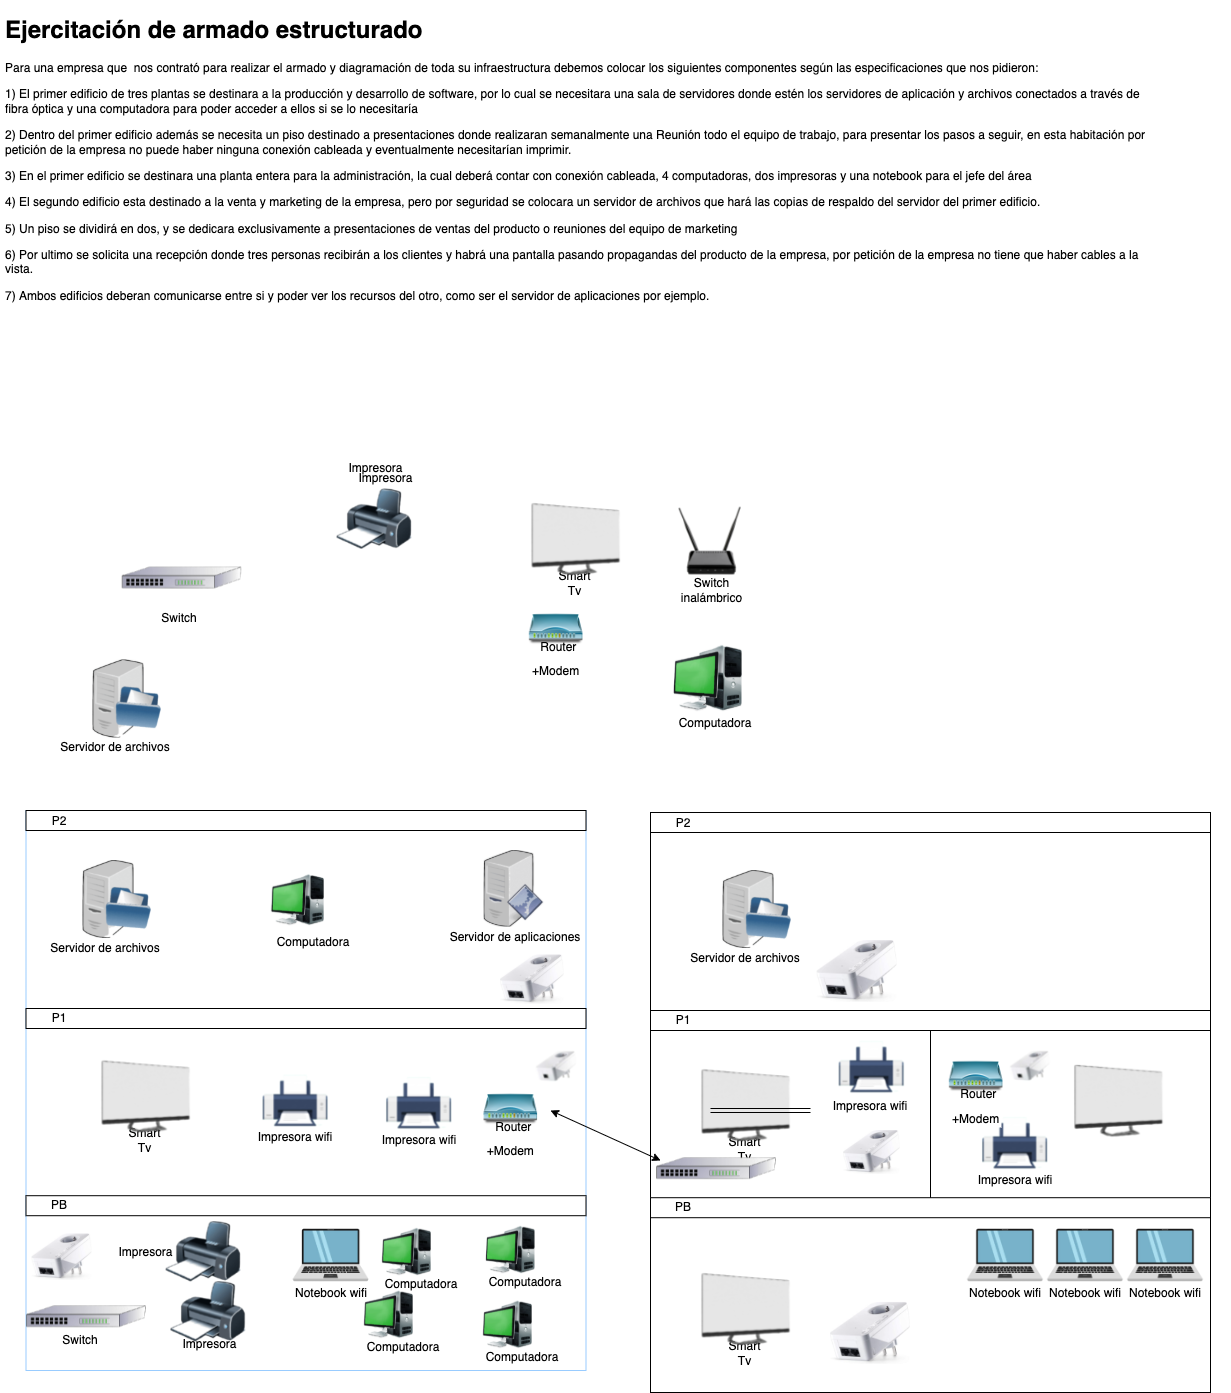 Ejercitación de armado estructurado
Para una empresa que  nos contrató para realizar el armado y diagramación de toda su infraestructura debemos colocar los siguientes componentes según las especificaciones que nos pidieron:
1) El primer edificio de tres plantas se destinara a la producción y desarrollo de software, por lo cual se necesitara una sala de servidores donde estén los servidores de aplicación y archivos conectados a través de
fibra óptica y una computadora para poder acceder a ellos si se lo necesitaría
2) Dentro del primer edificio además se necesita un piso destinado a presentaciones donde realizaran semanalmente una Reunión todo el equipo de trabajo, para presentar los pasos a seguir, en esta habitación por
petición de la empresa no puede haber ninguna conexión cableada y eventualmente necesitarían imprimir.
3) En el primer edificio se destinara una planta entera para la administración, la cual deberá contar con conexión cableada, 4 computadoras, dos impresoras y una notebook para el jefe del área
4) El segundo edificio esta destinado a la venta y marketing de la empresa, pero por seguridad se colocara un servidor de archivos que hará las copias de respaldo del servidor del primer edificio.
5) Un piso se dividirá en dos, y se dedicara exclusivamente a presentaciones de ventas del producto o reuniones del equipo de marketing
6) Por ultimo se solicita una recepción donde tres personas recibirán a los clientes y habrá una pantalla pasando propagandas del producto de la empresa, por petición de la empresa no tiene que haber cables a la
vista.
7) Ambos edificios deberan comunicarse entre si y poder ver los recursos del otro, como ser el servidor de aplicaciones por ejemplo.
Impresora
Impresora
Smart
Tv
Switch
inalámbrico
Switch
Router
+Modem
Computadora
Servidor de archivos
P2
Servidor de archivos
Computadora
Servidor de aplicaciones
P1
Smart
Tv
Impresora wifi
Impresora wifi
Router
+Modem
PB
Impresora
Notebook wifi
Computadora
Computadora
Switch
Impresora
Computadora
Computadora
P2
Servidor de archivos
P1
Smart
Tv
Impresora wifi
Router
+Modem
Impresora wifi
PB
Smart
Tv
Notebook wifi
Notebook wifi
Notebook wifi